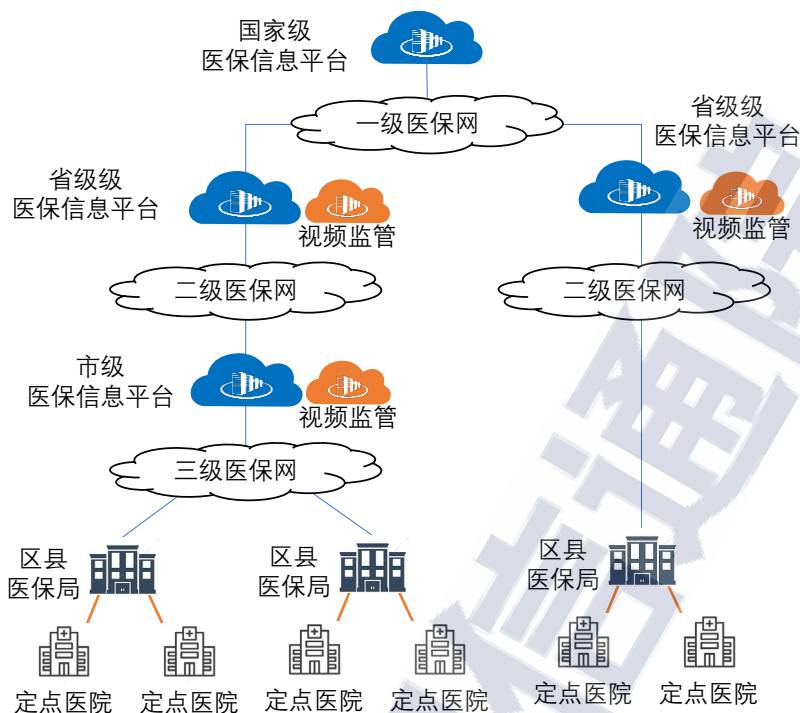 国家级
医保信息平台
一级医保网
省级级
医保信息平台
省级级
医保信息平台
视频监管
视频监管
二级医保网
二级医保网
市级
医保信息平台
视频监管
三级医保网
区县
医保局
区县
医保局
区县
医保局
定点医院
定点医院
定点医院
定点医院
定点医院
定点医院
信通院